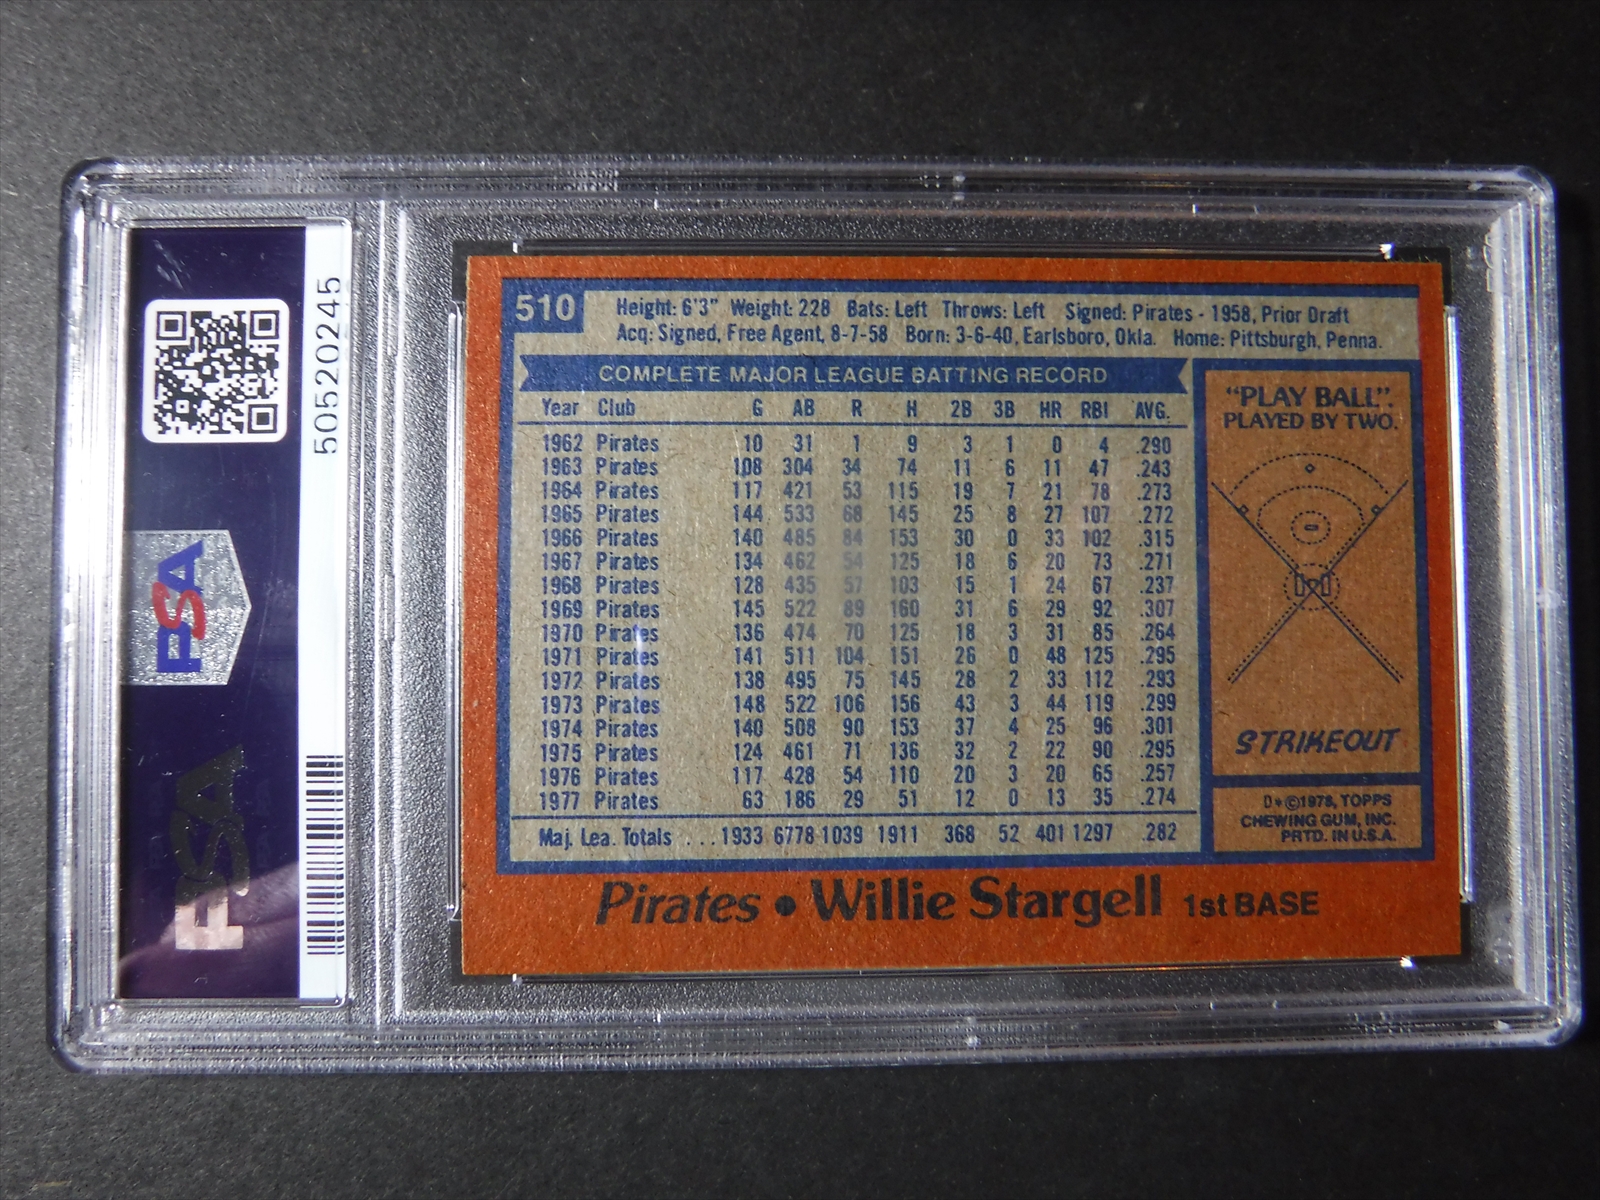 50520245
PSA
PSA
510
Height: 6'3" Weight: 228 Bats: Left Throws: Left Signed: Pirates - 1958, Prior Draft
Acq: Signed, Free Agent, 8-7-58 Born: 3-6-40, Earlsboro, Okla. Home: Pittsburgh, Penna.
COMPLETE MAJOR LEAGUE BATTING RECORD
Year Club G AB R H 2B 3B HR RBI AVG.
1962 Pirates 10 31 1 9 3 1 0 4 .290
1963 Pirates 108 304 34 74 11 6 11 47 .243
1964 Pirates 117 421 53 115 19 7 21 78 .273
1965 Pirates 144 533 68 145 25 8 27 107 .272
1966 Pirates 140 485 84 153 30 0 33 102 .315
1967 Pirates 134 462 54 125 18 6 20 73 .271
1968 Pirates 128 435 57 103 15 1 24 67 .237
1969 Pirates 145 522 89 160 31 6 29 92 .307
1970 Pirates 136 474 70 125 18 3 31 85 .264
1971 Pirates 141 511 104 151 26 0 48 125 .295
1972 Pirates 138 495 75 145 28 2 33 112 .293
1973 Pirates 148 522 106 156 43 3 44 119 .299
1974 Pirates 140 508 90 153 37 4 25 96 .301
1975 Pirates 124 461 71 136 32 2 22 90 .295
1976 Pirates 117 428 54 110 20 3 20 65 .257
1977 Pirates 63 186 29 51 12 0 13 35 .274
Maj. Lea. Totals ...1933 6778 1039 1911 368 52 401 1297 .282
"PLAY BALL".
PLAYED BY TWO.
STRIKEOUT
D*©1978, TOPPS
CHEWING GUM, INC.
PRTD. IN U.S.A.
Pirates • Willie Stargell 1st BASE